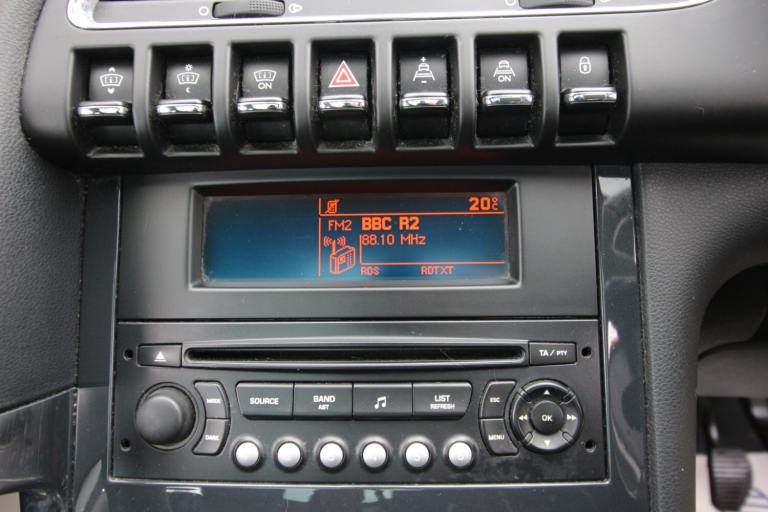 ON
ON
20°C
FM2 BBC R2
88.10 MHz
RDS RDTXT
TA / PTY
MODE
SOURCE
BAND
AST
LIST
REFRESH
ESC
OK
DARK
MENU